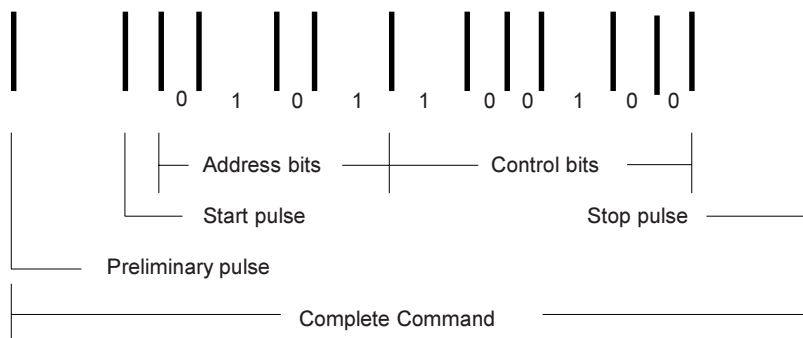 0 1 0 1 1 0 0 1 0 0
Address bits Control bits
Start pulse Stop pulse
Preliminary pulse
Complete Command